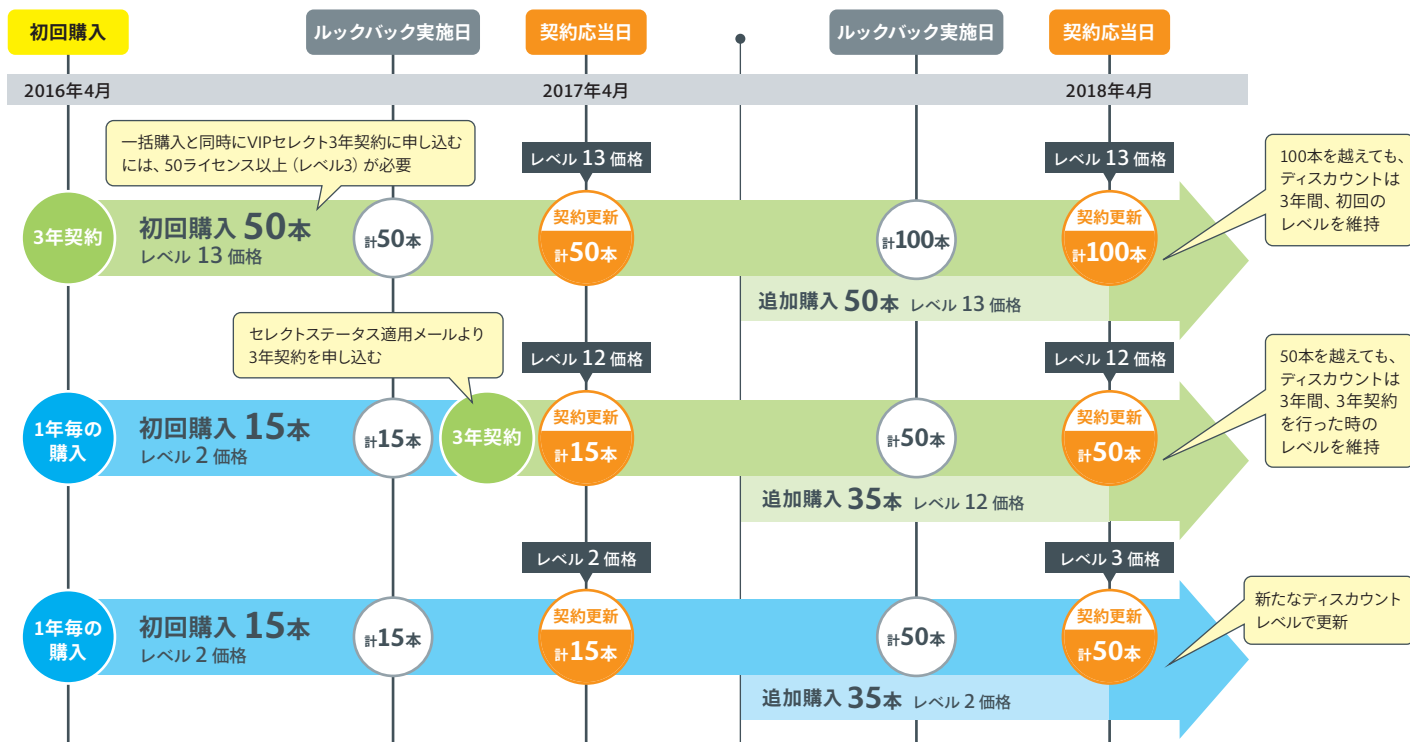 初回購入
ルックバック実施日
契約応当日
ルックバック実施日
契約応当日
2016年4月
2017年4月
2018年4月
一括購入と同時にVIPセレクト3年契約に申し込む
には、50ライセンス以上（レベル3）が必要
レベル 13 価格
レベル 13 価格
100本を越えても、
ディスカウントは
3年間、初回の
レベルを維持
3年契約
初回購入 50本
レベル 13 価格
計50本
契約更新
計50本
計100本
契約更新
計100本
追加購入 50本 レベル 13 価格
セレクトステータス適用メールより
3年契約を申し込む
レベル 12 価格
レベル 12 価格
50本を越えても、
ディスカウントは
3年間、3年契約
を行った時の
レベルを維持
1年毎の
購入
初回購入 15本
レベル 2 価格
計15本
3年契約
契約更新
計15本
計50本
契約更新
計50本
追加購入 35本 レベル 12 価格
レベル 2 価格
レベル 3 価格
新たなディスカウント
レベルで更新
1年毎の
購入
初回購入 15本
レベル 2 価格
計15本
契約更新
計15本
計50本
契約更新
計50本
追加購入 35本 レベル 2 価格